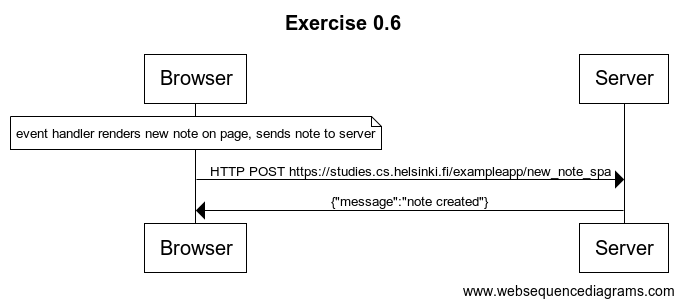 Exercise 0.6
Browser
Server
event handler renders new note on page, sends note to server
HTTP POST https://studies.cs.helsinki.fi/exampleapp/new_note_spa
{"message":"note created"}
Browser
Server
www.websequencediagrams.com